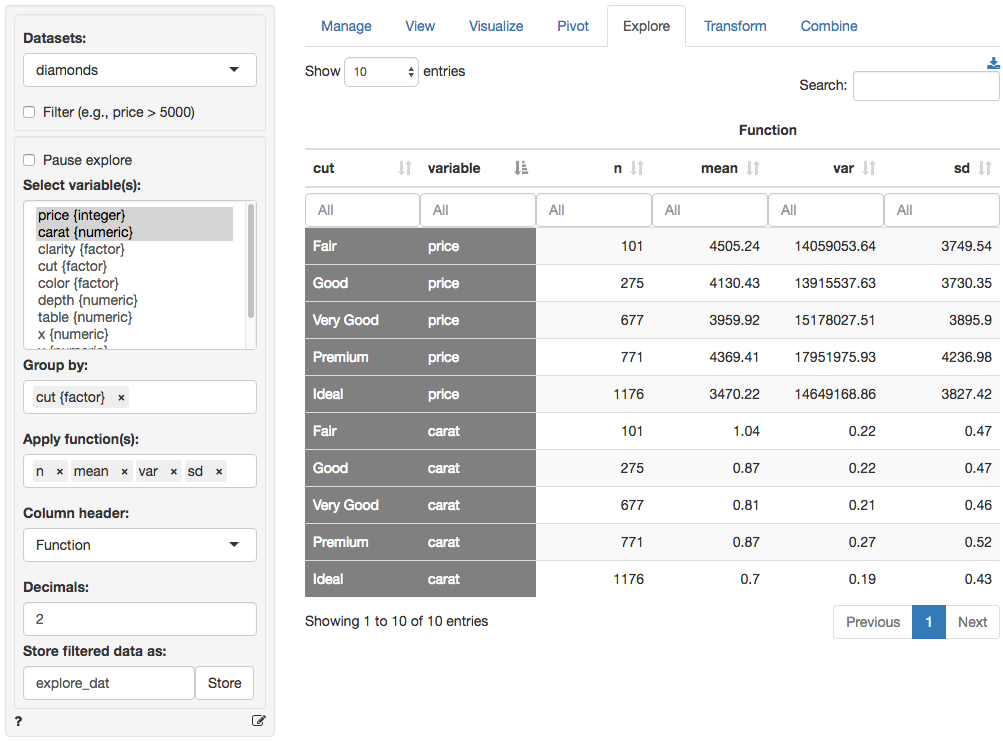 Datasets:
diamonds
Filter (e.g., price > 5000)
Pause explore
Select variable(s):
price {integer}
carat {numeric}
clarity {factor}
cut {factor}
color {factor}
depth {numeric}
table {numeric}
x {numeric}
Group by:
cut {factor} ×
Apply function(s):
n × mean × var × sd ×
Column header:
Function
Decimals:
2
Store filtered data as:
explore_dat Store
?
Manage View Visualize Pivot Explore Transform Combine
Show 10 entries
Search:
Function
cut variable n mean var sd
All All All All All All
Fair price 101 4505.24 14059053.64 3749.54
Good price 275 4130.43 13915537.63 3730.35
Very Good price 677 3959.92 15178027.51 3895.9
Premium price 771 4369.41 17951975.93 4236.98
Ideal price 1176 3470.22 14649168.86 3827.42
Fair carat 101 1.04 0.22 0.47
Good carat 275 0.87 0.22 0.47
Very Good carat 677 0.81 0.21 0.46
Premium carat 771 0.87 0.27 0.52
Ideal carat 1176 0.7 0.19 0.43
Showing 1 to 10 of 10 entries
Previous 1 Next